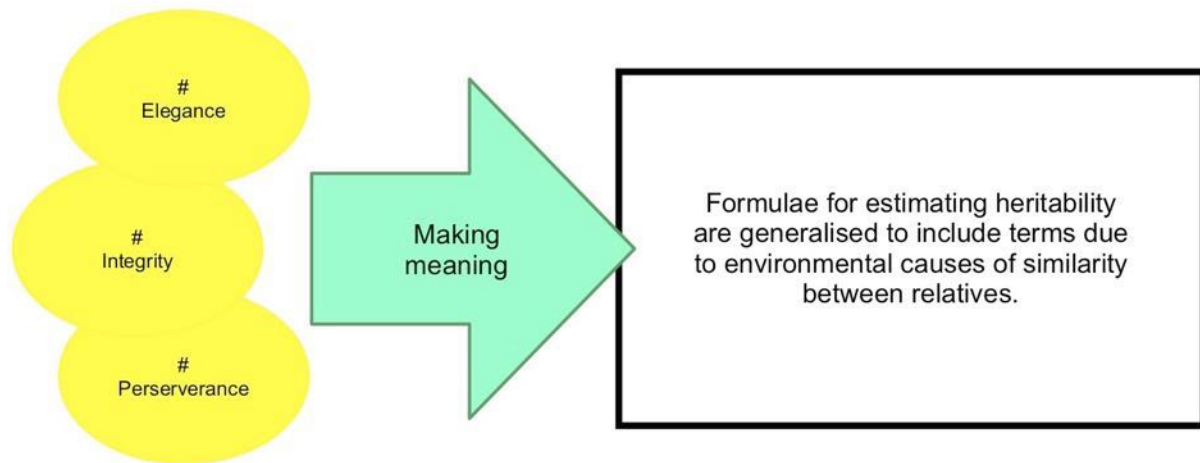 #
Elegance
#
Integrity
#
Perserverance
Making
meaning
Formulae for estimating heritability
are generalised to include terms due
to environmental causes of similarity
between relatives.